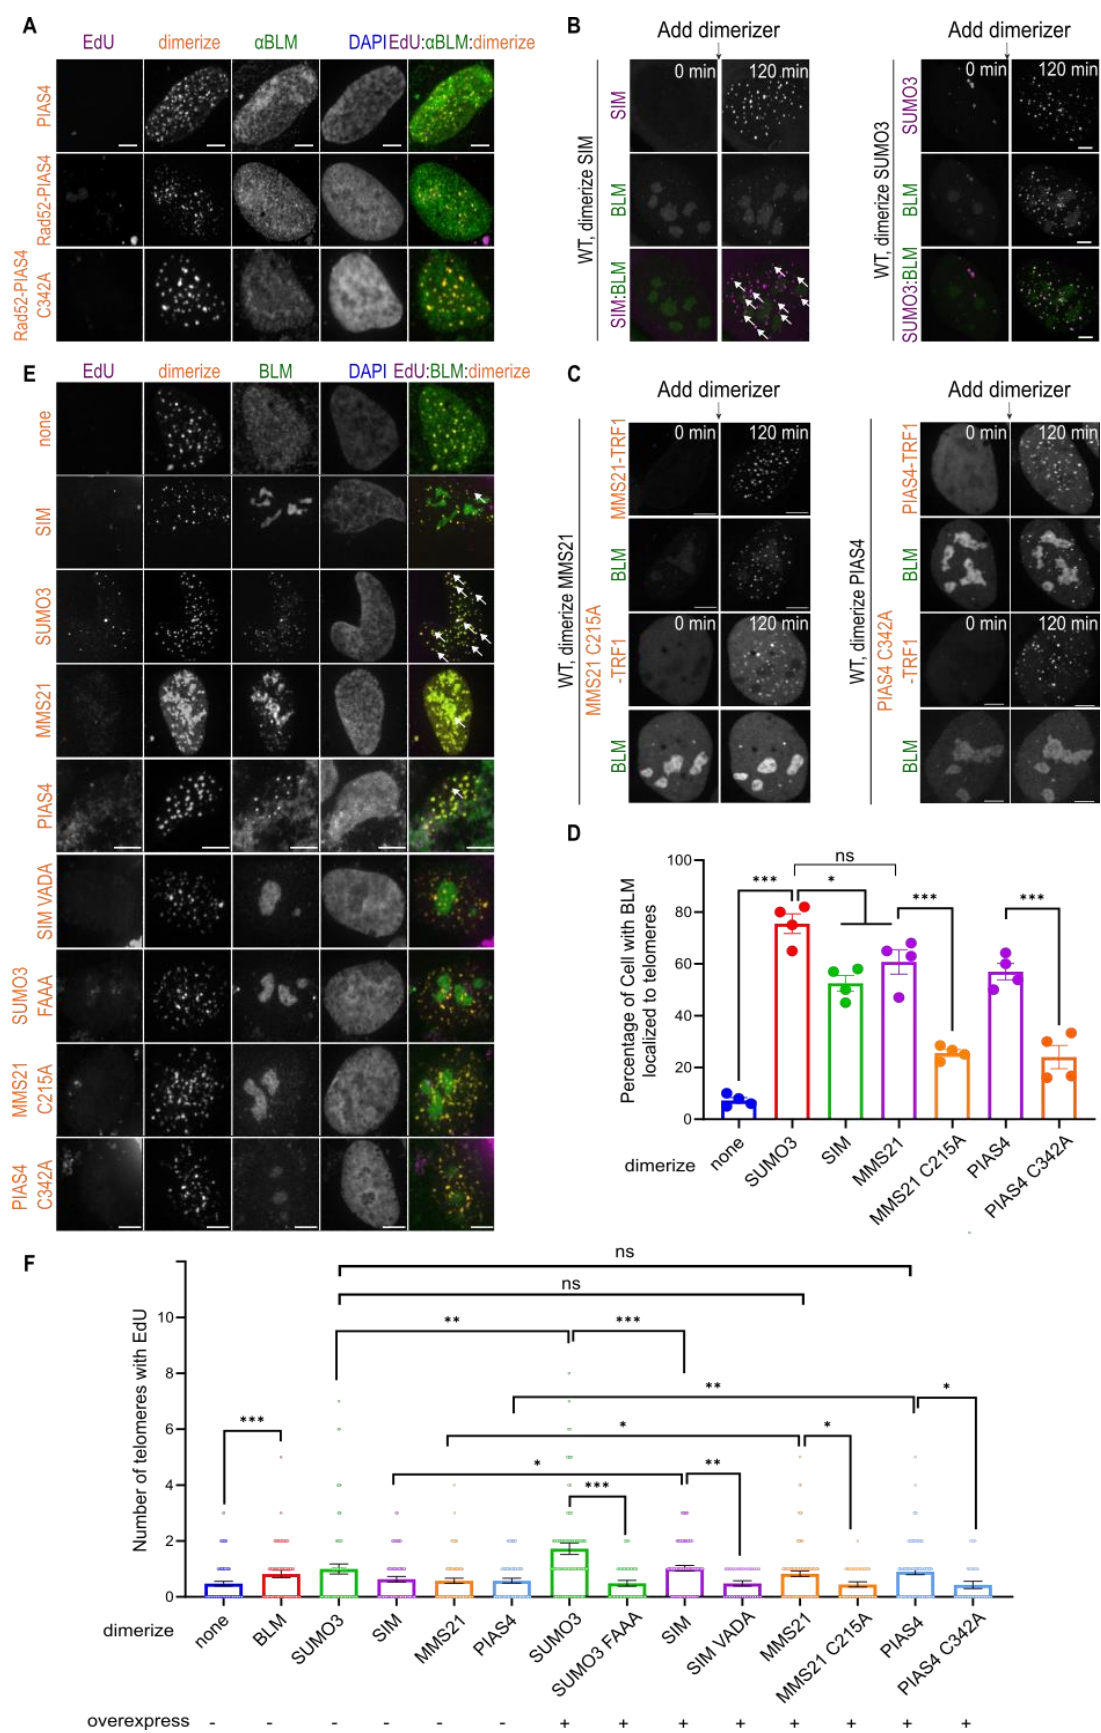 A
EdU dimerize αBLM DAPI EdU:αBLM:dimerize
PIAS4
Rad52-PIAS4
Rad52-PIAS4
C342A
B
Add dimerizer
WT, dimerize SIM
0 min 120 min
SIM
BLM
SIM:BLM
Add dimerizer
WT, dimerize SUMO3
0 min 120 min
SUMO3
BLM
SUMO3:BLM
E
EdU dimerize BLM DAPI EdU:BLM:dimerize
none
SIM
SUMO3
MMS21
PIAS4
SIM VADA
SUMO3
FAAA
MMS21
C215A
PIAS4
C342A
C
Add dimerizer
WT, dimerize MMS21
MMS21-TRF1
0 min 120 min
BLM
MMS21 C215A
-TRF1
0 min 120 min
BLM
Add dimerizer
WT, dimerize PIAS4
PIAS4-TRF1
0 min 120 min
BLM
PIAS4 C342A
-TRF1
0 min 120 min
BLM
D
Percentage of Cell with BLM
localized to telomeres
100
80
60
40
20
0
ns
*** * *** ***
dimerize
none SUMO3 SIM MMS21 MMS21 C215A PIAS4 PIAS4 C342A
F
Number of telomeres with EdU
10
8
6
4
2
0
ns
ns
** ***
** *
*** * *
* **
***
dimerize
none BLM SUMO3 SIM MMS21 PIAS4 SUMO3 SUMO3 FAAA SIM SIM VADA MMS21 MMS21 C215A PIAS4 PIAS4 C342A
overexpress - - - - - - + + + + + + + +